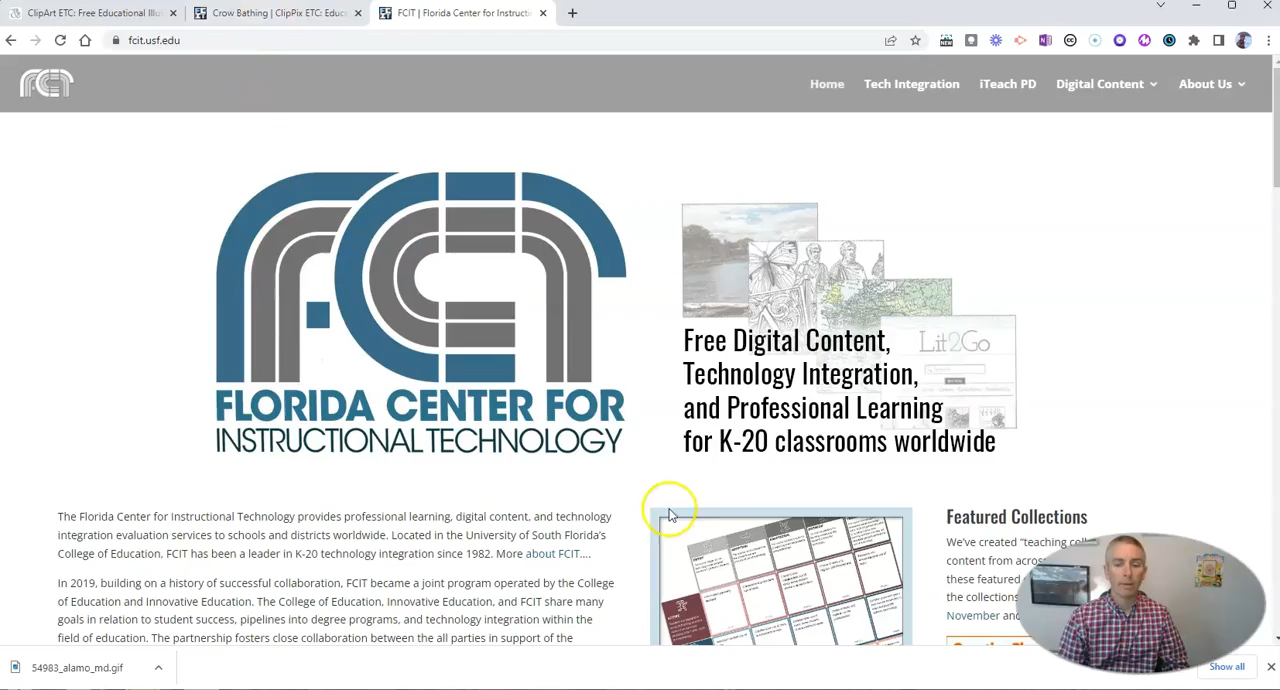 ClipArt ETC: Free Educational Illu
Crow Bathing | ClipPix ETC: Educ
FCIT | Florida Center for Instructi
fcit.usf.edu
Home
Tech Integration
iTeach PD
Digital Content
About Us
FLORIDA CENTER FOR
INSTRUCTIONAL TECHNOLOGY
Lit2Go
Free Digital Content,
Technology Integration,
and Professional Learning
for K-20 classrooms worldwide
The Florida Center for Instructional Technology provides professional learning, digital content, and technology
integration evaluation services to schools and districts worldwide. Located in the University of South Florida's
College of Education, FCIT has been a leader in K-20 technology integration since 1982. More about FCIT....
In 2019, building on a history of successful collaboration, FCIT became a joint program operated by the College
of Education and Innovative Education. The College of Education, Innovative Education, and FCIT share many
goals in relation to student success, pipelines into degree programs, and technology integration within the
field of education. The partnership fosters close collaboration between the all parties in support of the
Featured Collections
We've created "teaching coll
content from across
these featured
the collections
November and
54983_alamo_md.gif
Show all